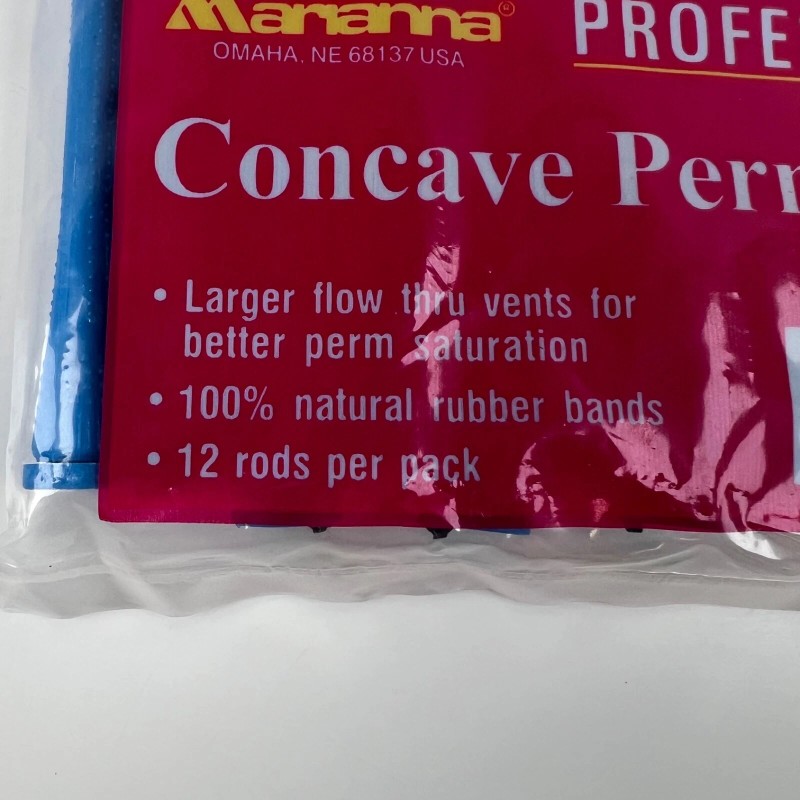 Marianna®
OMAHA, NE 68137 USA
PROFE
Concave Perm
• Larger flow thru vents for
better perm saturation
• 100% natural rubber bands
• 12 rods per pack